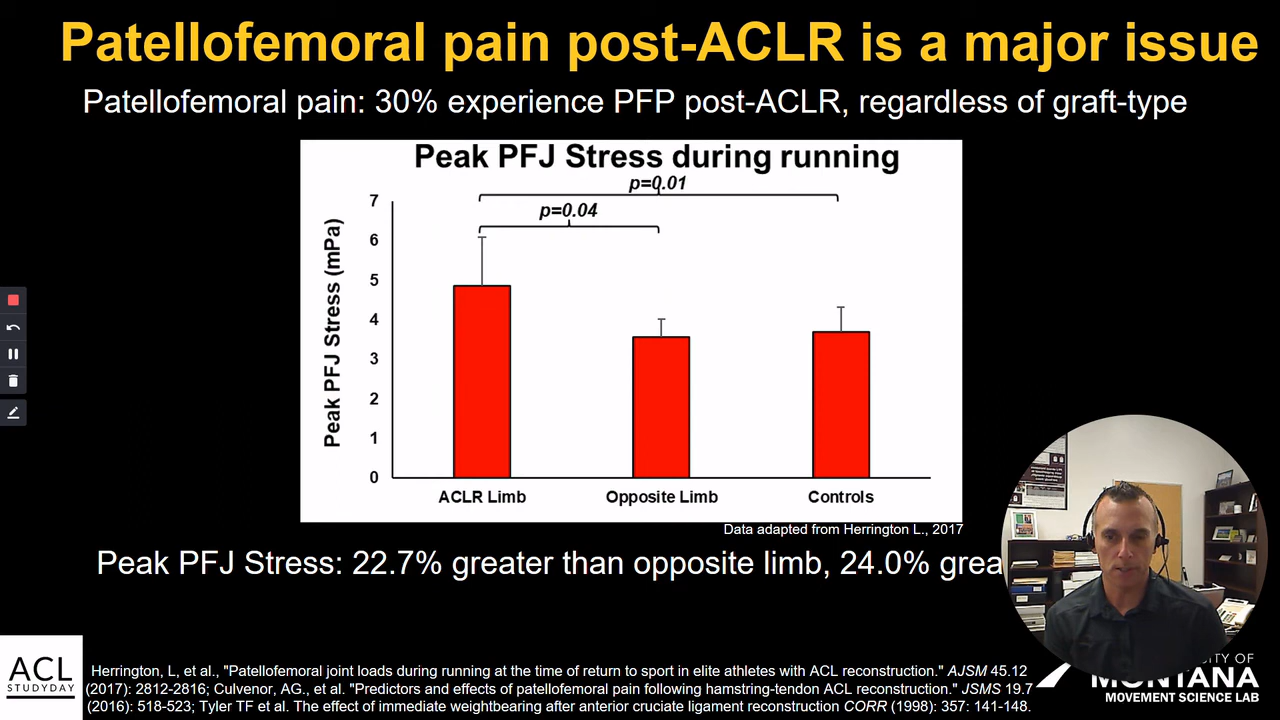 Patellofemoral pain post-ACLR is a major issue
Patellofemoral pain: 30% experience PFP post-ACLR, regardless of graft-type
Peak PFJ Stress during running
p=0.01
p=0.04
Peak PFJ Stress (mPa)
7
6
5
4
3
2
1
0
ACLR Limb
Opposite Limb
Controls
Data adapted from Herrington L., 2017
Peak PFJ Stress: 22.7% greater than opposite limb, 24.0%
Herrington, L, et al., "Patellofemoral joint loads during running at the time of return to sport in elite athletes with ACL reconstruction." AJSM 45.12
(2017): 2812-2816; Culvenor, AG., et al. "Predictors and effects of patellofemoral pain following hamstring-tendon ACL reconstruction." JSMS 19.7
(2016): 518-523; Tyler TF et al. The effect of immediate weightbearing after anterior cruciate ligament reconstruction CORR (1998): 357: 141-148.
ACL
STUDYDAY
OF
MONTANA
MOVEMENT SCIENCE LAB